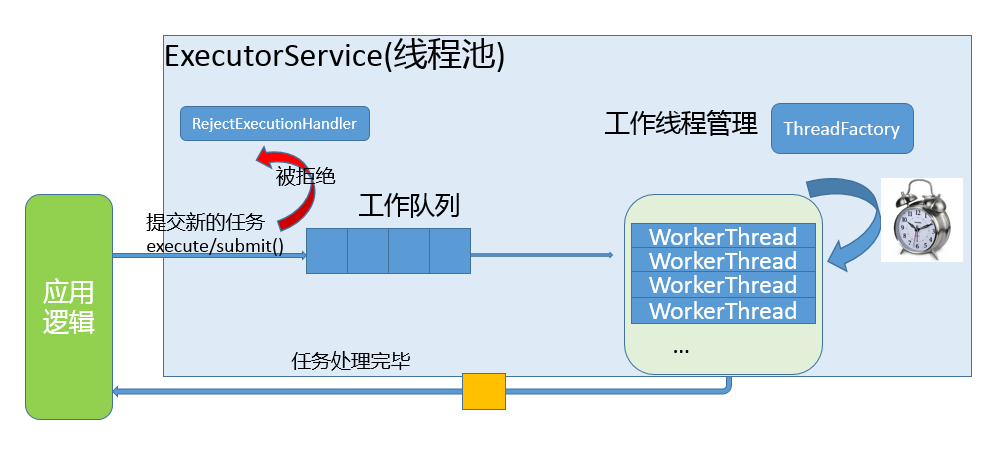 ExecutorService(线程池)
RejectExecutionHandler
工作线程管理
ThreadFactory
被拒绝
工作队列
提交新的任务
execute/submit()
应用
逻辑
WorkerThread
WorkerThread
WorkerThread
WorkerThread
...
任务处理完毕